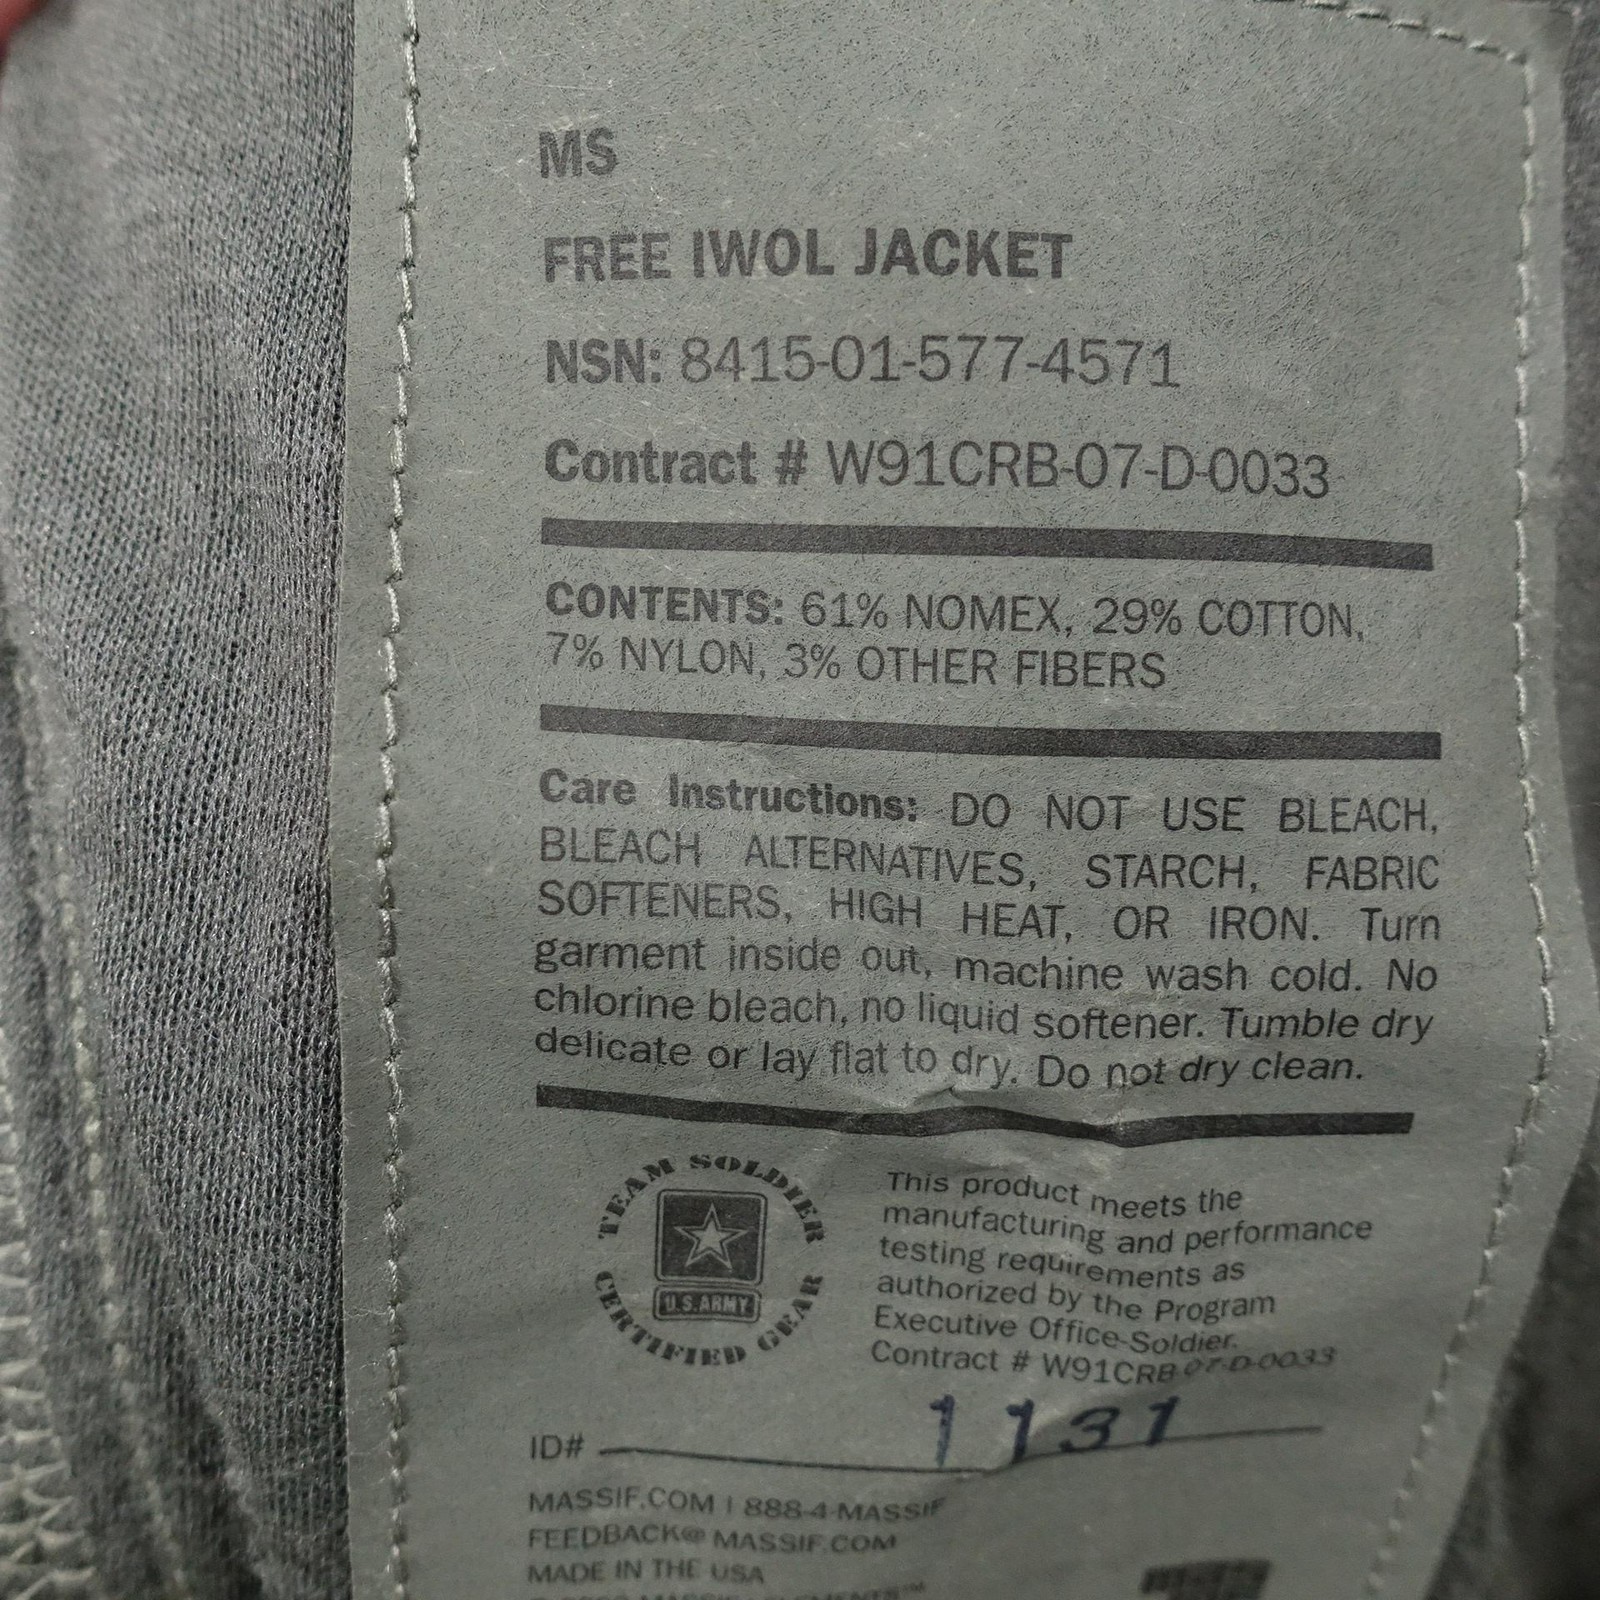 MS
FREE IWOL JACKET
NSN: 8415-01-577-4571
Contract # W91CRB-07-D-0033
CONTENTS: 61% NOMEX, 29% COTTON,
7% NYLON, 3% OTHER FIBERS
Care Instructions: DO NOT USE BLEACH,
BLEACH ALTERNATIVES, STARCH, FABRIC
SOFTENERS, HIGH HEAT, OR IRON. Turn
garment inside out, machine wash cold. No
chlorine bleach, no liquid softener. Tumble dry
delicate or lay flat to dry. Do not dry clean.
TEAM SOLDIER
U.S.ARMY
CERTIFIED GEAR
This product meets the
manufacturing and performance
testing requirements as
authorized by the Program
Executive Office-Soldier.
Contract # W91CRB-07-D-0033
ID# 1131
MASSIF.COM | 888-4-MASSIF
FEEDBACK@MASSIF.COM
MADE IN THE USA